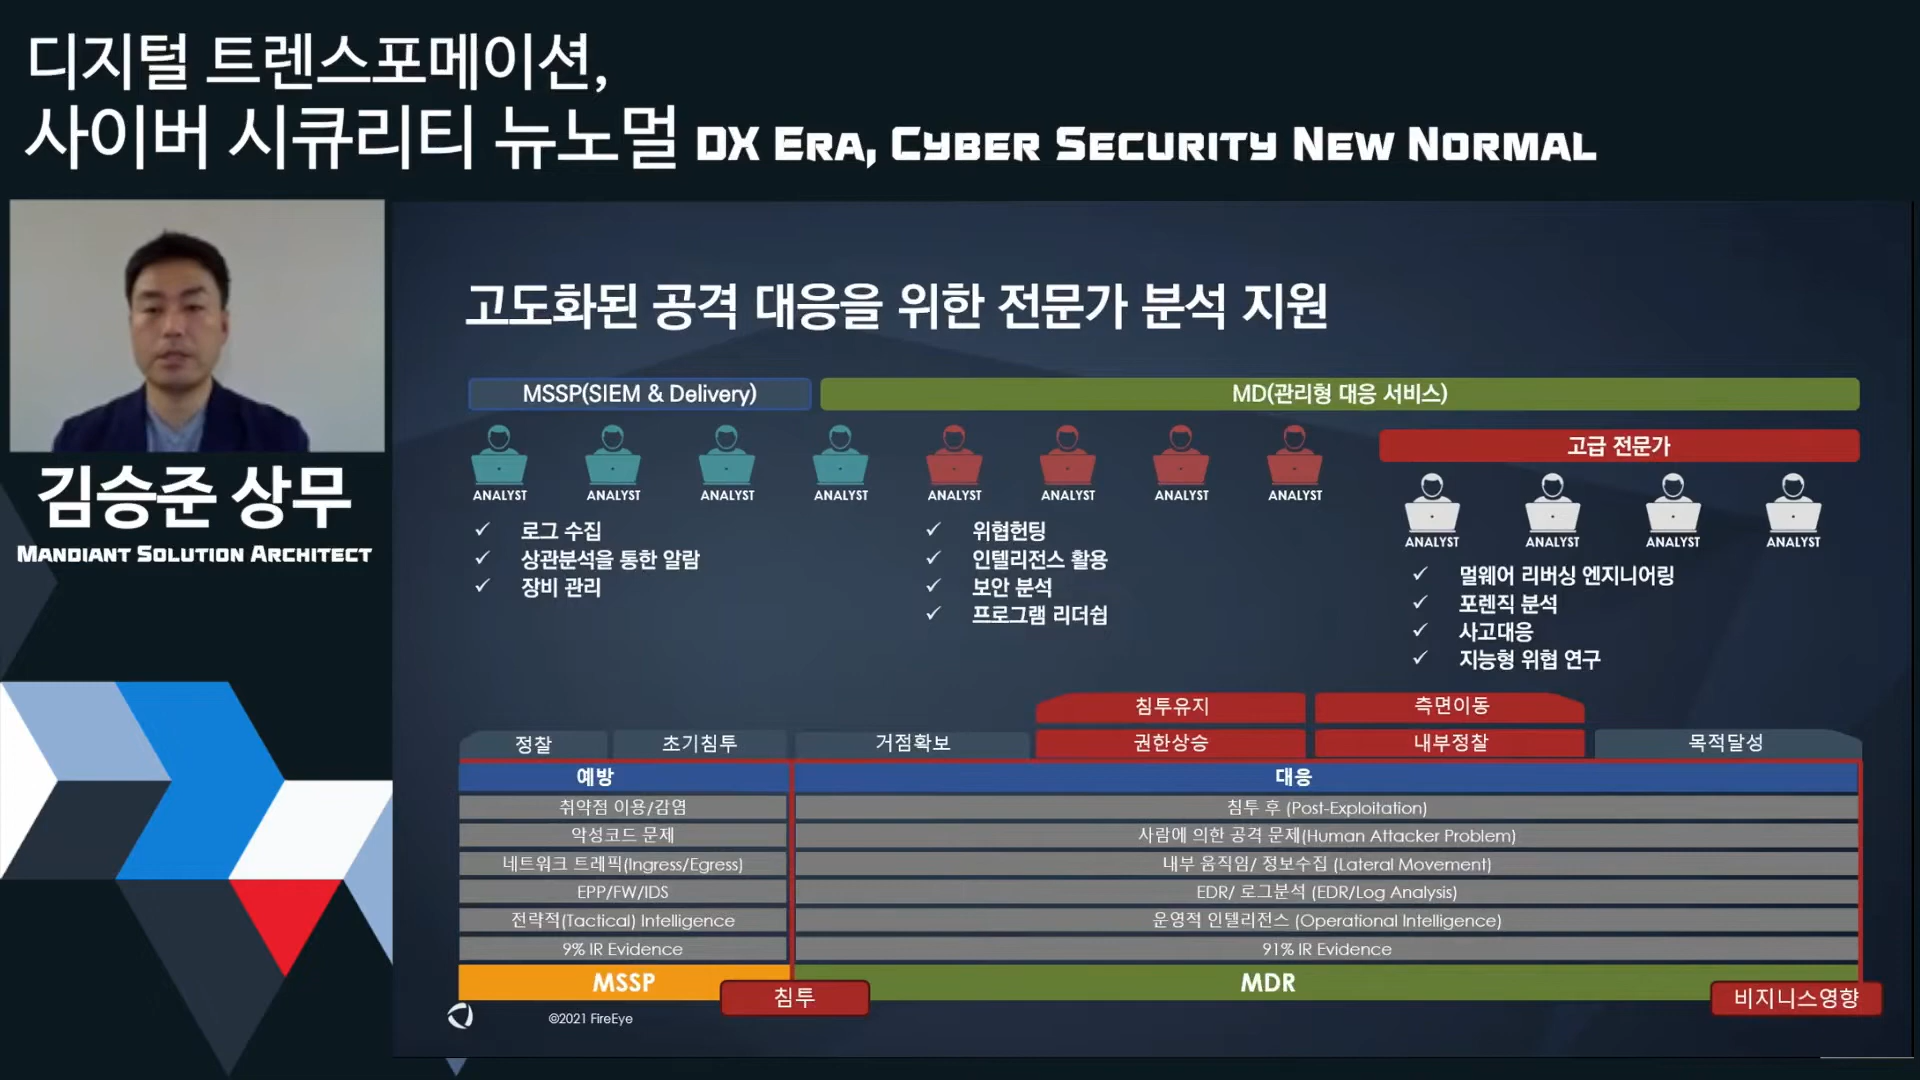 디지털 트렌스포메이션,
사이버 시큐리티 뉴노멀 DX ERA, CYBER SECURITY NEW NORMAL
김승준 상무
MANDIANT SOLUTION ARCHITECT
고도화된 공격 대응을 위한 전문가 분석 지원
MSSP(SIEM & Delivery)
MD(관리형 대응 서비스)
고급 전문가
ANALYST ANALYST ANALYST ANALYST ANALYST ANALYST ANALYST ANALYST
ANALYST ANALYST ANALYST ANALYST
✓ 로그 수집
✓ 상관분석을 통한 알람
✓ 장비 관리
✓ 위협헌팅
✓ 인텔리전스 활용
✓ 보안 분석
✓ 프로그램 리더쉽
✓ 멀웨어 리버싱 엔지니어링
✓ 포렌직 분석
✓ 사고대응
✓ 지능형 위협 연구
침투유지 측면이동
정찰 초기침투 거점확보 권한상승 내부정찰 목적달성
예방 대응
취약점 이용/감염 침투 후 (Post-Exploitation)
악성코드 문제 사람에 의한 공격 문제(Human Attacker Problem)
네트워크 트레픽(Ingress/Egress) 내부 움직임/ 정보수집 (Lateral Movement)
EPP/FW/IDS EDR/ 로그분석 (EDR/Log Analysis)
전략적(Tactical) Intelligence 운영적 인텔리전스 (Operational Intelligence)
9% IR Evidence 91% IR Evidence
MSSP MDR
침투 비지니스영향
©2021 FireEye